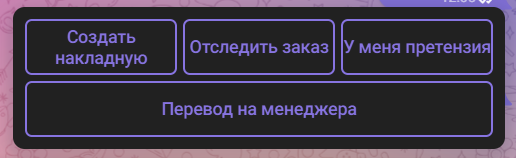 Создать
накладную
Отследить заказ
У меня претензия
Перевод на менеджера